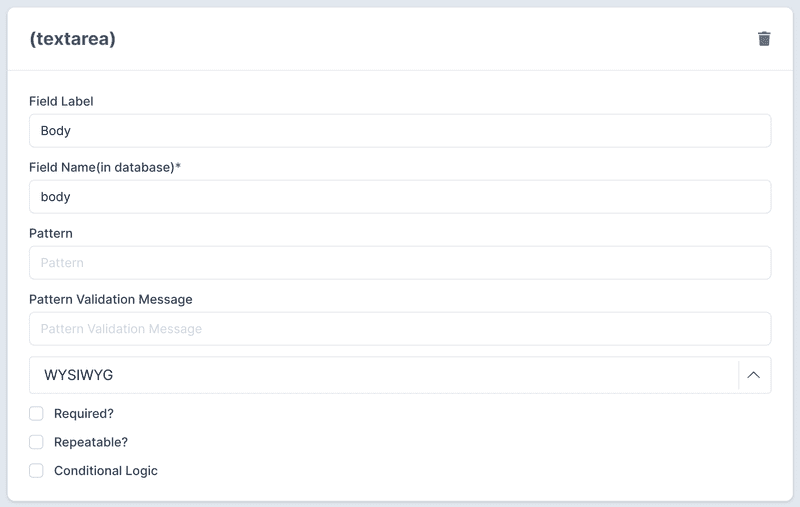 (textarea)
Field Label
Body
Field Name(in database)*
body
Pattern
Pattern
Pattern Validation Message
Pattern Validation Message
WYSIWYG
Required?
Repeatable?
Conditional Logic